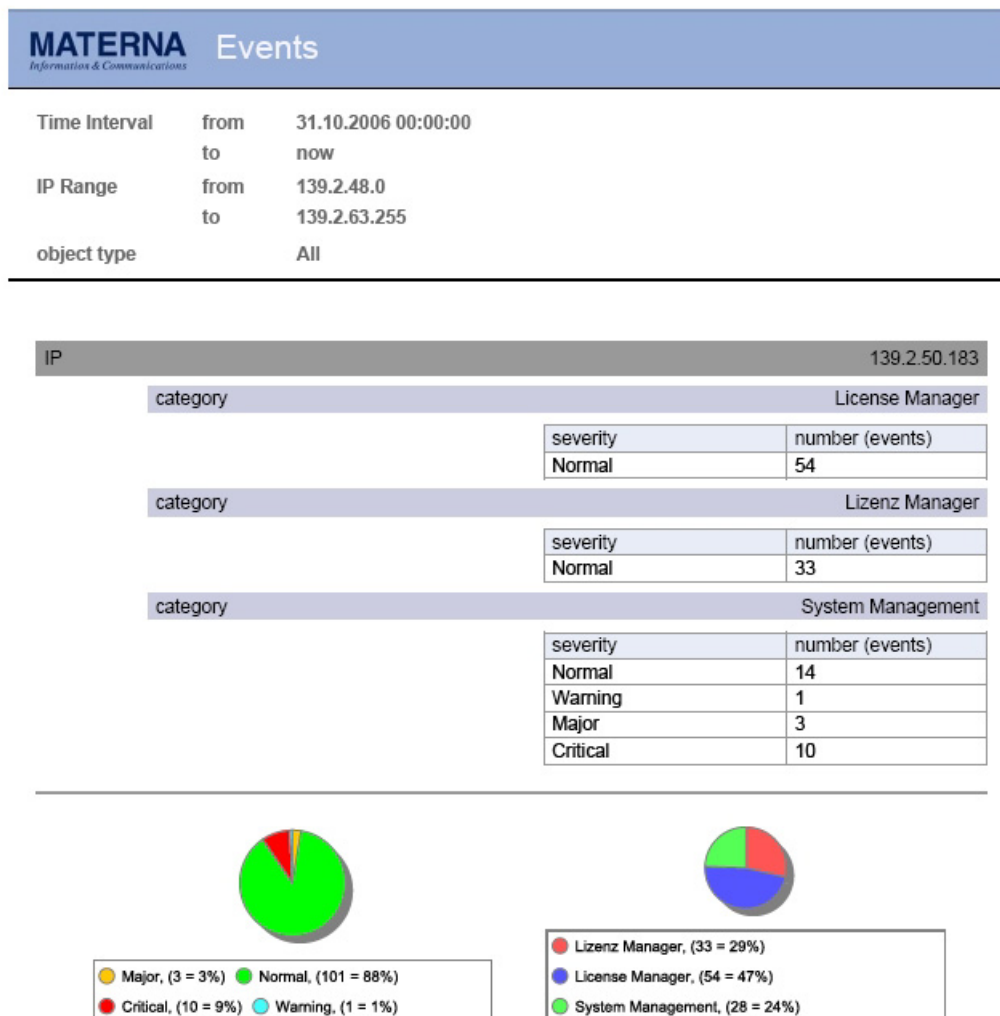 MATERNA Events
Information & Communications
Time Interval from 31.10.2006 00:00:00
to now
IP Range from 139.2.48.0
to 139.2.63.255
object type All
IP 139.2.50.183
category License Manager
severity number (events)
Normal 54
category Lizenz Manager
severity number (events)
Normal 33
category System Management
severity number (events)
Normal 14
Warning 1
Major 3
Critical 10
Major, (3 = 3%) Normal, (101 = 88%)
Critical, (10 = 9%) Warning, (1 = 1%)
Lizenz Manager, (33 = 29%)
License Manager, (54 = 47%)
System Management, (28 = 24%)